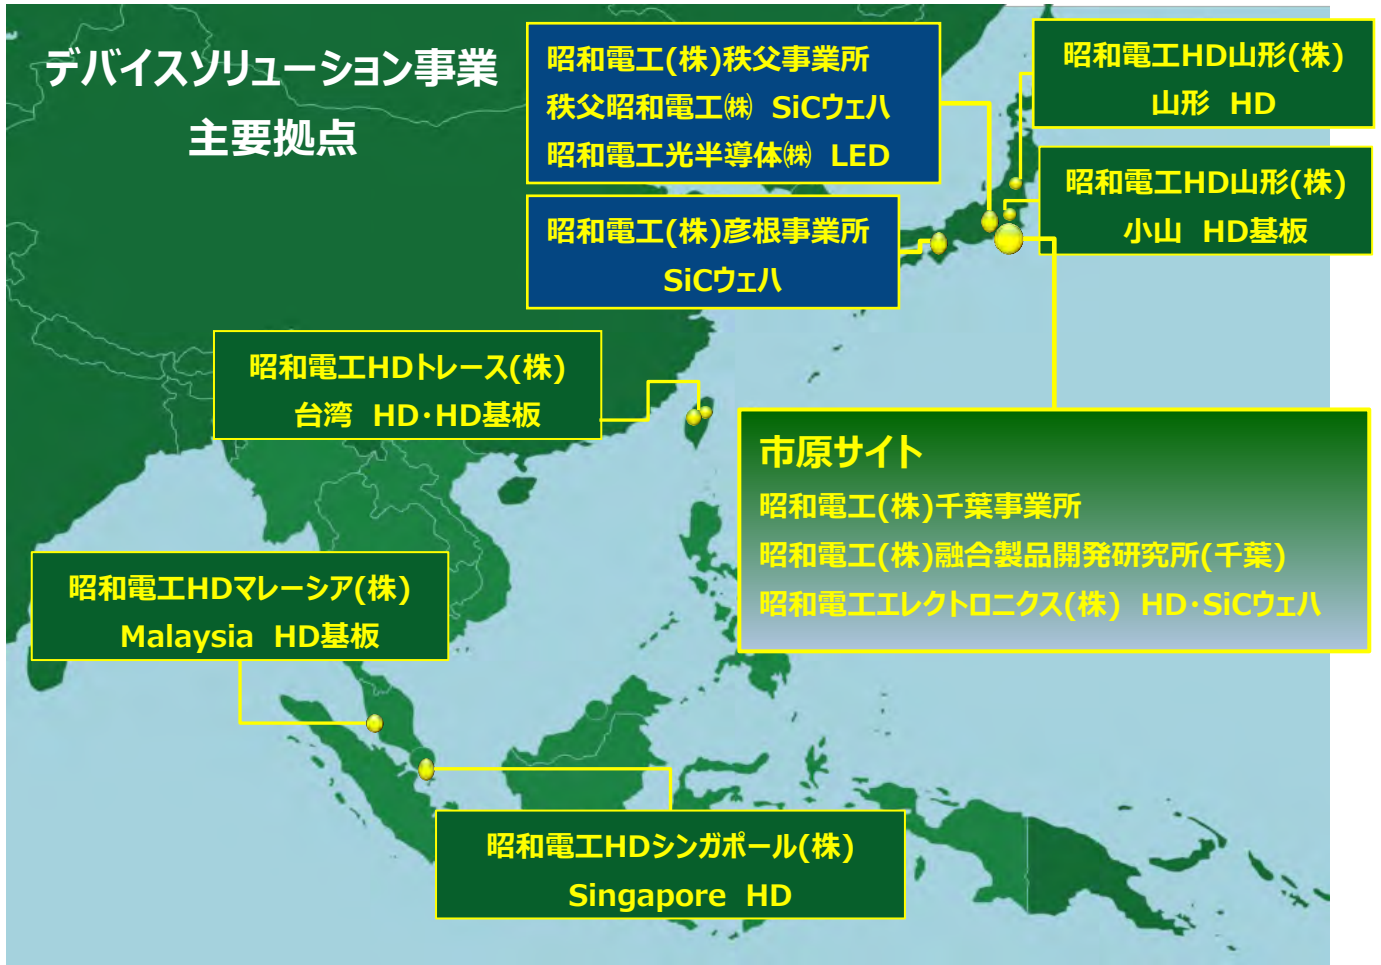 デバイスソリューション事業
主要拠点
昭和電工(株)秩父事業所
秩父昭和電工㈱ SiCウェハ
昭和電工光半導体㈱ LED
昭和電工HD山形(株)
山形 HD
昭和電工HD山形(株)
小山 HD基板
昭和電工(株)彦根事業所
SiCウェハ
昭和電工HDトレース(株)
台湾 HD・HD基板
市原サイト
昭和電工(株)千葉事業所
昭和電工(株)融合製品開発研究所(千葉)
昭和電工エレクトロニクス(株) HD・SiCウェハ
昭和電工HDマレーシア(株)
Malaysia HD基板
昭和電工HDシンガポール(株)
Singapore HD